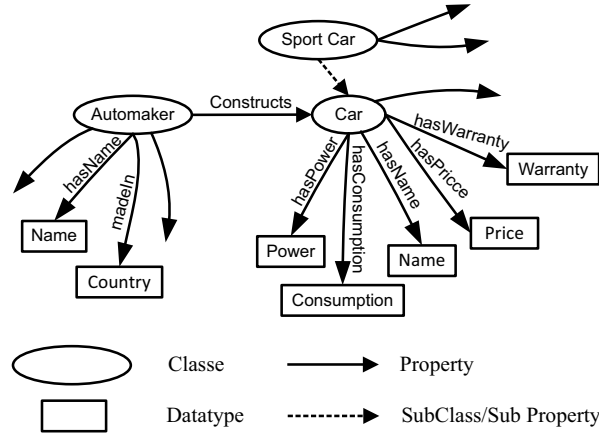 Sport Car
Automaker
Constructs
Car
hasName
madeIn
hasPower
hasConsumption
hasName
hasPricce
hasWarranty
Warranty
Name
Country
Power
Consumption
Name
Price
Classe
Property
Datatype
SubClass/Sub Property